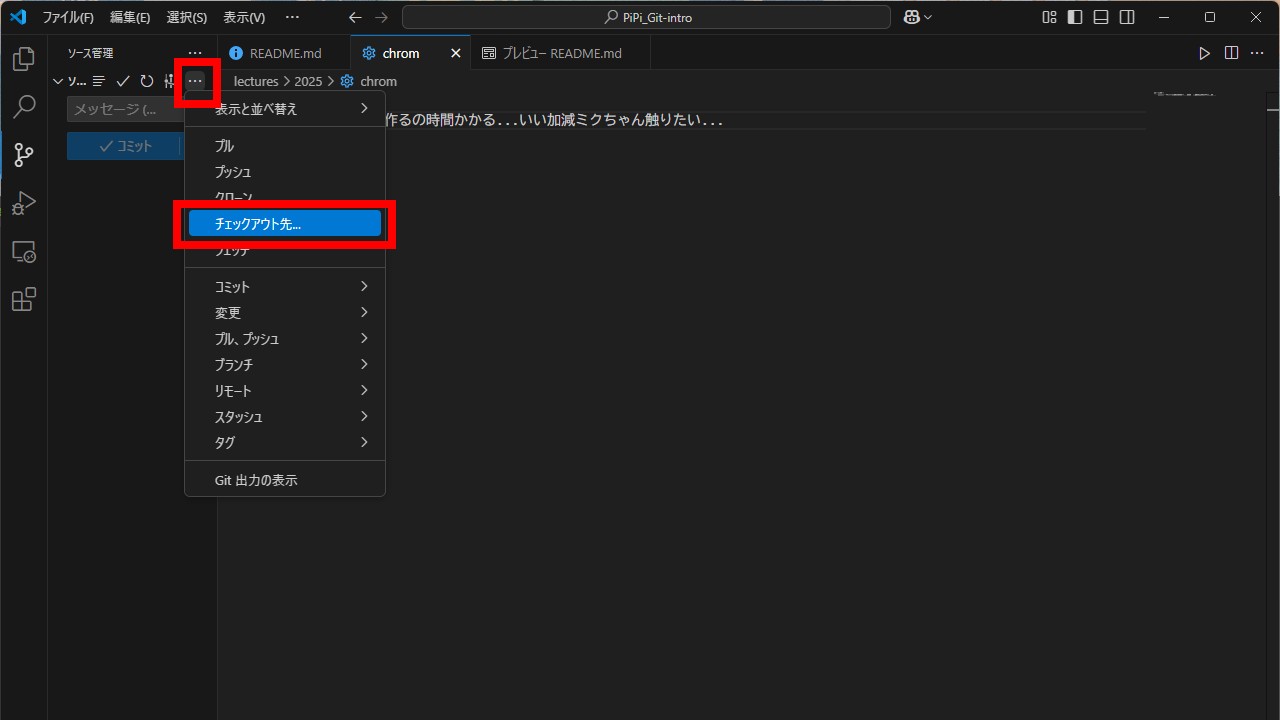 ファイル(F) 編集(E) 選択(S) 表示(V) ··· PiPi_Git-intro
ソース管理 ···
README.md chrom プレビュー README.md
ソ... ···
lectures > 2025 > chrom
メッセージ (...
コミット
作るの時間かかる...いい加減ミクちゃん触りたい...
表示と並べ替え
プル
プッシュ
クローン
チェックアウト先...
フェッチ
コミット
変更
プル、プッシュ
ブランチ
リモート
スタッシュ
タグ
Git 出力の表示